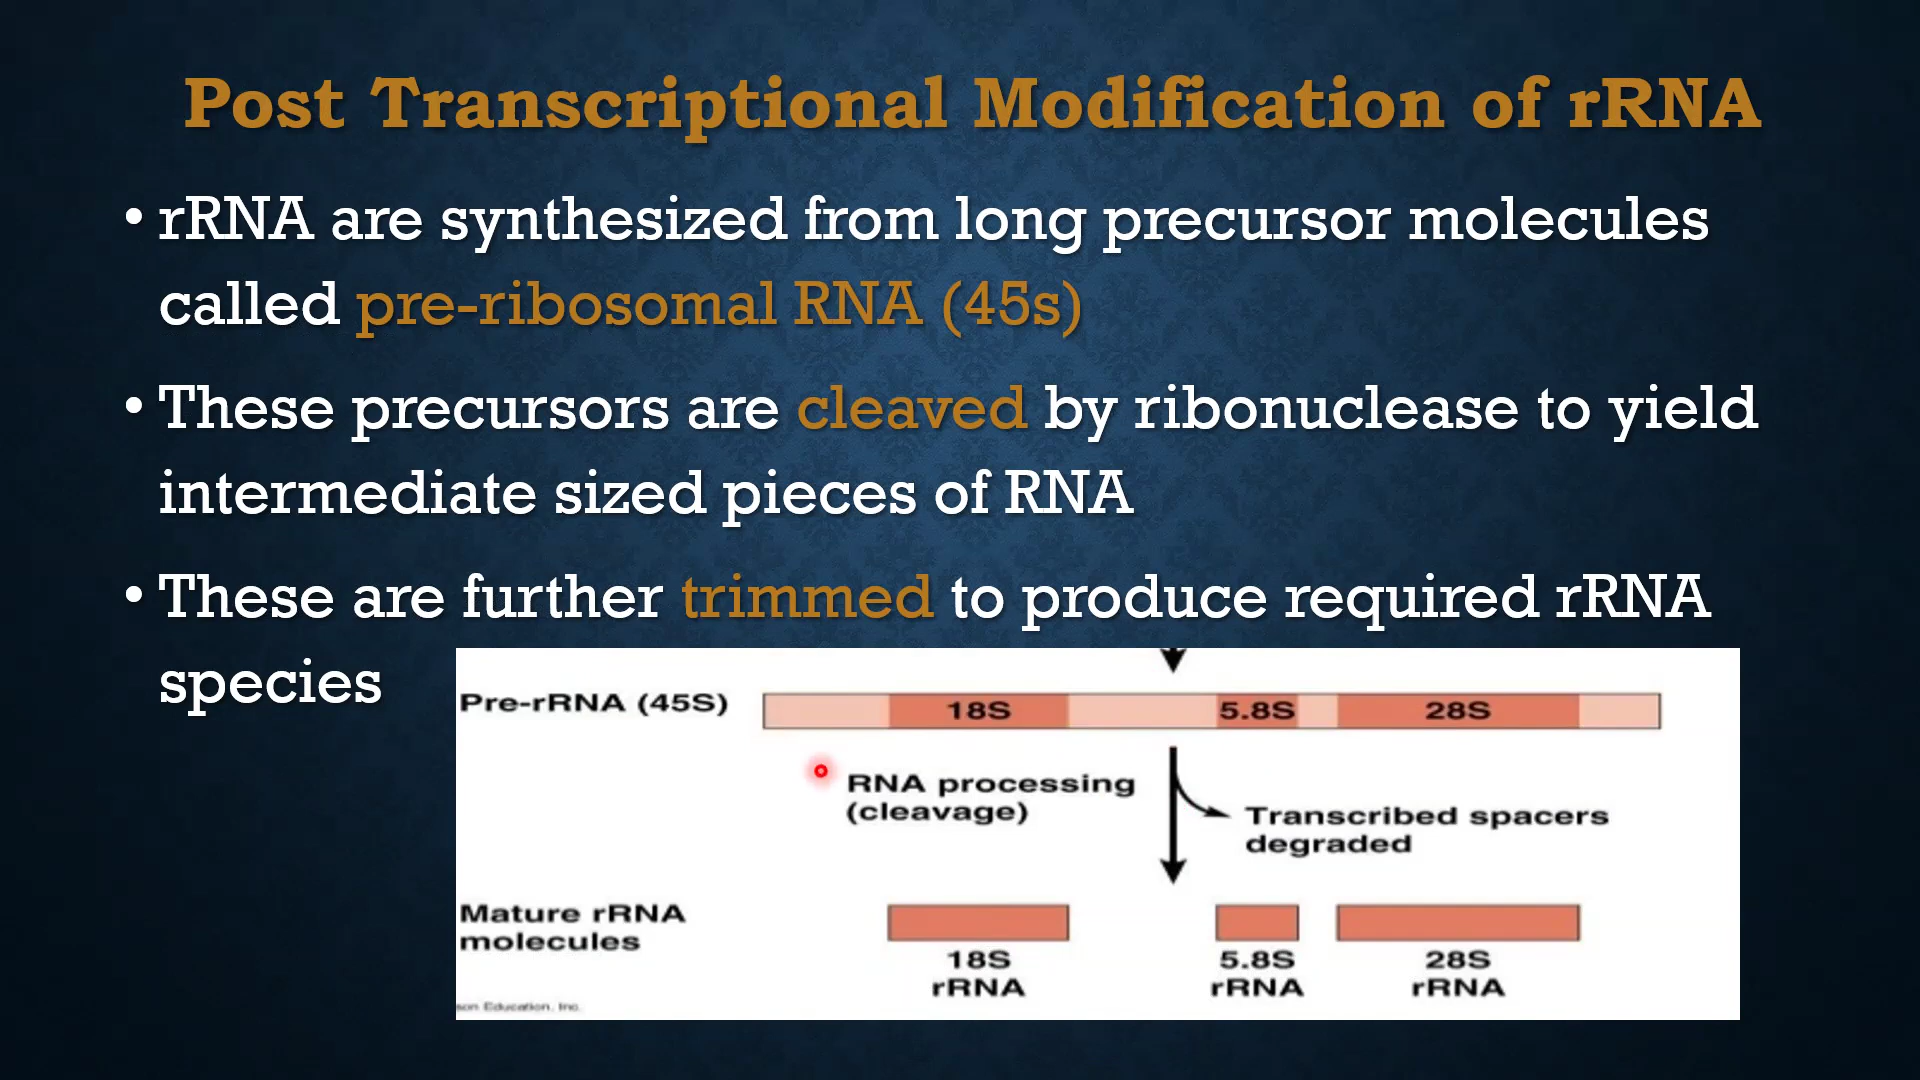 Post Transcriptional Modification of rRNA
• rRNA are synthesized from long precursor molecules
called pre-ribosomal RNA (45s)
• These precursors are cleaved by ribonuclease to yield
intermediate sized pieces of RNA
• These are further trimmed to produce required rRNA
species
Pre-rRNA (45S)
18S 5.8S 28S
RNA processing
(cleavage)
Transcribed spacers
degraded
Mature rRNA
molecules
18S
rRNA
5.8S
rRNA
28S
rRNA
son Education, Inc.